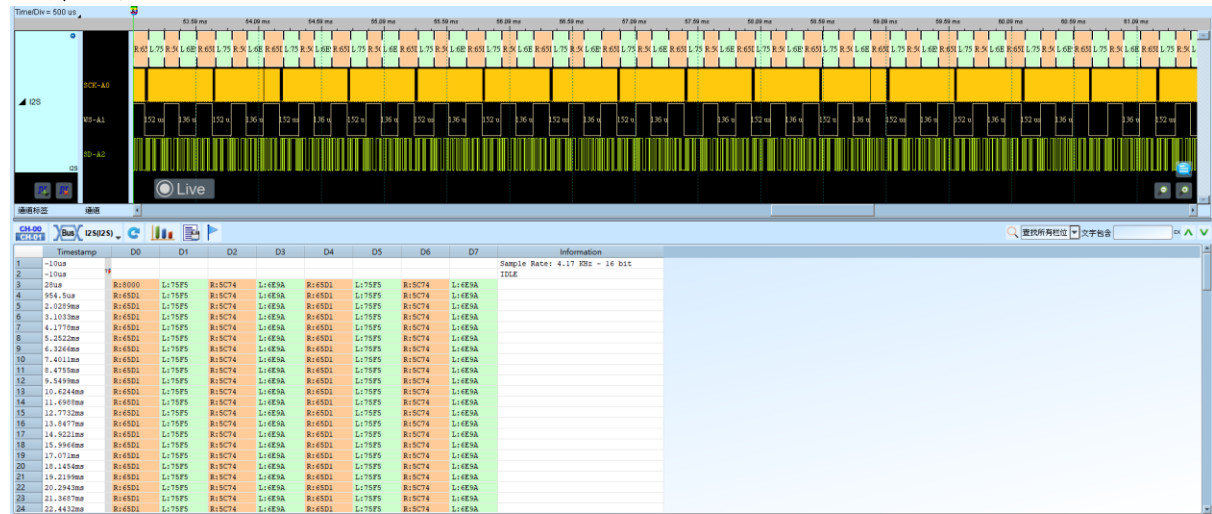 Time/Div = 500 us
53.59 ms 54.09 ms 54.59 ms 55.09 ms 55.59 ms 56.09 ms 56.59 ms 57.09 ms 57.59 ms 58.09 ms 58.59 ms 59.09 ms 59.59 ms 60.09 ms 60.59 ms 61.09 ms
I2S
SCK-A0
WS-A1
SD-A2
I2S
Live
通道标签 通道
CH-00 Bus I2S(I2S) 查找所有栏位 文字包含
CH-01
Timestamp D0 D1 D2 D3 D4 D5 D6 D7 Information
1 -10us Sample Rate: 4.17 KHz - 16 bit
2 -10us IDLE
3 28us R:8000 L:75F5 R:5C74 L:6E9A R:65D1 L:75F5 R:5C74 L:6E9A
4 954.5us R:65D1 L:75F5 R:5C74 L:6E9A R:65D1 L:75F5 R:5C74 L:6E9A
5 2.0289ms R:65D1 L:75F5 R:5C74 L:6E9A R:65D1 L:75F5 R:5C74 L:6E9A
6 3.1033ms R:65D1 L:75F5 R:5C74 L:6E9A R:65D1 L:75F5 R:5C74 L:6E9A
7 4.1778ms R:65D1 L:75F5 R:5C74 L:6E9A R:65D1 L:75F5 R:5C74 L:6E9A
8 5.2522ms R:65D1 L:75F5 R:5C74 L:6E9A R:65D1 L:75F5 R:5C74 L:6E9A
9 6.3266ms R:65D1 L:75F5 R:5C74 L:6E9A R:65D1 L:75F5 R:5C74 L:6E9A
10 7.4011ms R:65D1 L:75F5 R:5C74 L:6E9A R:65D1 L:75F5 R:5C74 L:6E9A
11 8.4755ms R:65D1 L:75F5 R:5C74 L:6E9A R:65D1 L:75F5 R:5C74 L:6E9A
12 9.5499ms R:65D1 L:75F5 R:5C74 L:6E9A R:65D1 L:75F5 R:5C74 L:6E9A
13 10.6244ms R:65D1 L:75F5 R:5C74 L:6E9A R:65D1 L:75F5 R:5C74 L:6E9A
14 11.6988ms R:65D1 L:75F5 R:5C74 L:6E9A R:65D1 L:75F5 R:5C74 L:6E9A
15 12.7732ms R:65D1 L:75F5 R:5C74 L:6E9A R:65D1 L:75F5 R:5C74 L:6E9A
16 13.8477ms R:65D1 L:75F5 R:5C74 L:6E9A R:65D1 L:75F5 R:5C74 L:6E9A
17 14.9221ms R:65D1 L:75F5 R:5C74 L:6E9A R:65D1 L:75F5 R:5C74 L:6E9A
18 15.9966ms R:65D1 L:75F5 R:5C74 L:6E9A R:65D1 L:75F5 R:5C74 L:6E9A
19 17.071ms R:65D1 L:75F5 R:5C74 L:6E9A R:65D1 L:75F5 R:5C74 L:6E9A
20 18.1454ms R:65D1 L:75F5 R:5C74 L:6E9A R:65D1 L:75F5 R:5C74 L:6E9A
21 19.2199ms R:65D1 L:75F5 R:5C74 L:6E9A R:65D1 L:75F5 R:5C74 L:6E9A
22 20.2943ms R:65D1 L:75F5 R:5C74 L:6E9A R:65D1 L:75F5 R:5C74 L:6E9A
23 21.3687ms R:65D1 L:75F5 R:5C74 L:6E9A R:65D1 L:75F5 R:5C74 L:6E9A
24 22.4432ms R:65D1 L:75F5 R:5C74 L:6E9A R:65D1 L:75F5 R:5C74 L:6E9A